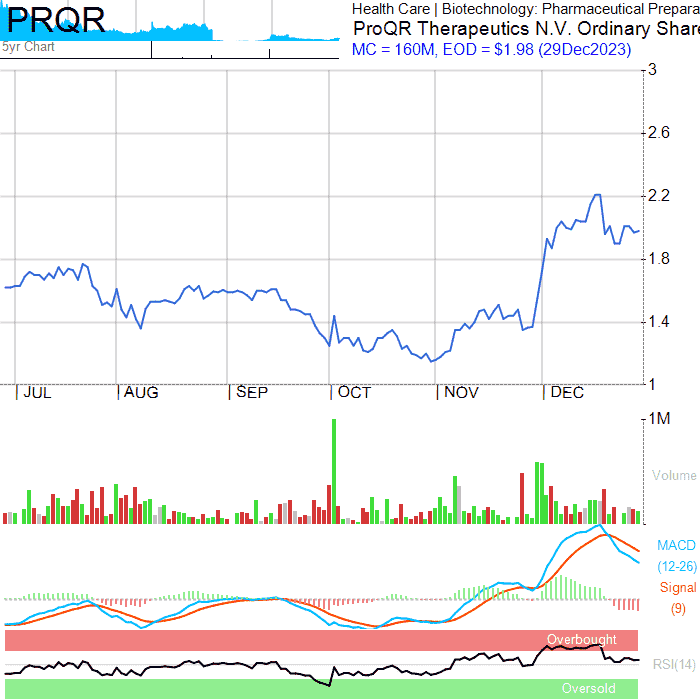 PRQR
5yr Chart
Health Care | Biotechnology: Pharmaceutical Prepara
ProQR Therapeutics N.V. Ordinary Share
MC = 160M, EOD = $1.98 (29Dec2023)
3
2.6
2.2
1.8
1.4
1
JUL AUG SEP OCT NOV DEC
1M
Volume
MACD
(12-26)
Signal
(9)
Overbought
RSI(14)
Oversold